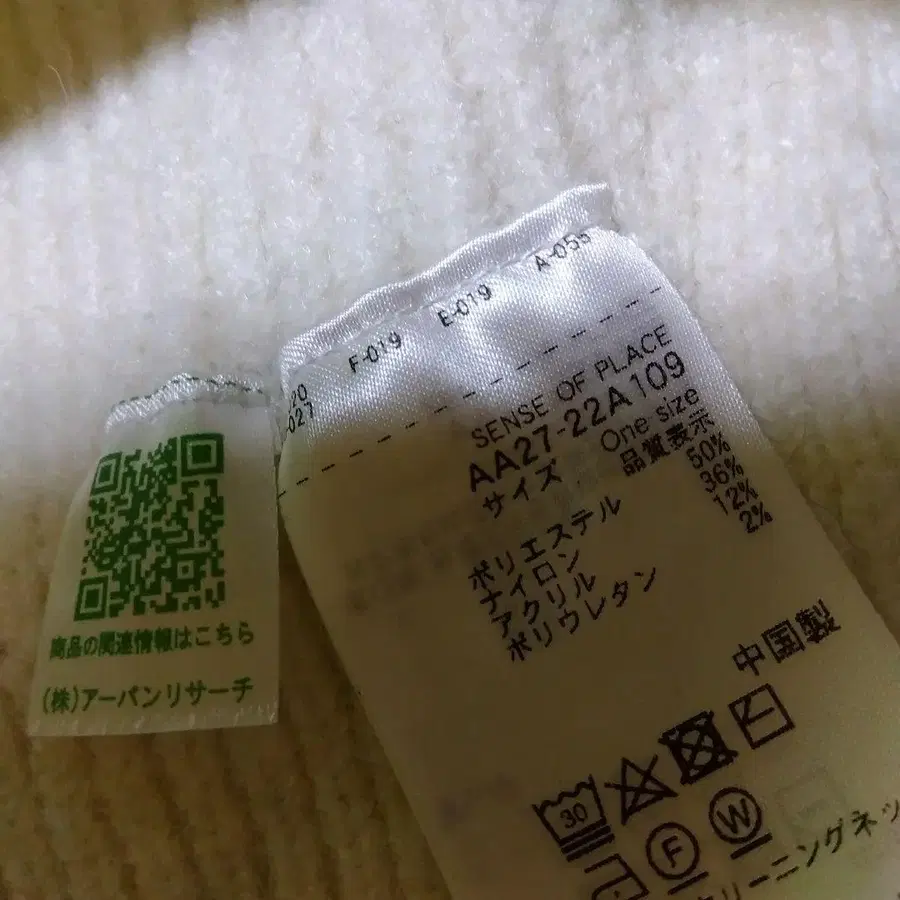 商品の関連情報はこちら
(株)アーバンリサーチ
20 F-019 E-019
027
SENSE OF PLACE
AA27-22A109
サイズ One size
品質表示
ポリエステル 50%
ナイロン 36%
アクリル 12%
ポリウレタン 2%
中国製
30
F W